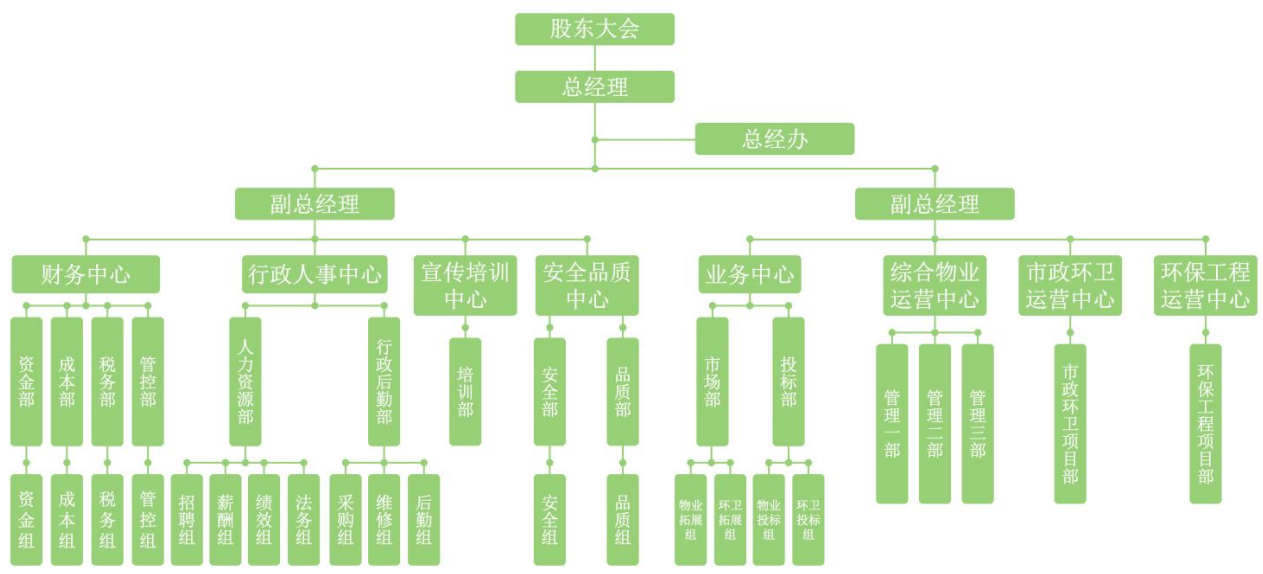 股东大会
总经理
总经办
副总经理
副总经理
财务中心
行政人事中心
宣传培训
中心
安全品质
中心
业务中心
综合物业
运营中心
市政环卫
运营中心
环保工程
运营中心
资金部
成本部
税务部
管控部
人力资源部
行政后勤部
培训部
安全部
品质部
市场部
投标部
管理一部
管理二部
管理三部
市政环卫项目部
环保工程项目部
资金组
成本组
税务组
管控组
招聘组
薪酬组
绩效组
法务组
采购组
维修组
后勤组
安全组
品质组
物业
拓展
组
环卫
拓展
组
物业
投标
组
环卫
投标
组